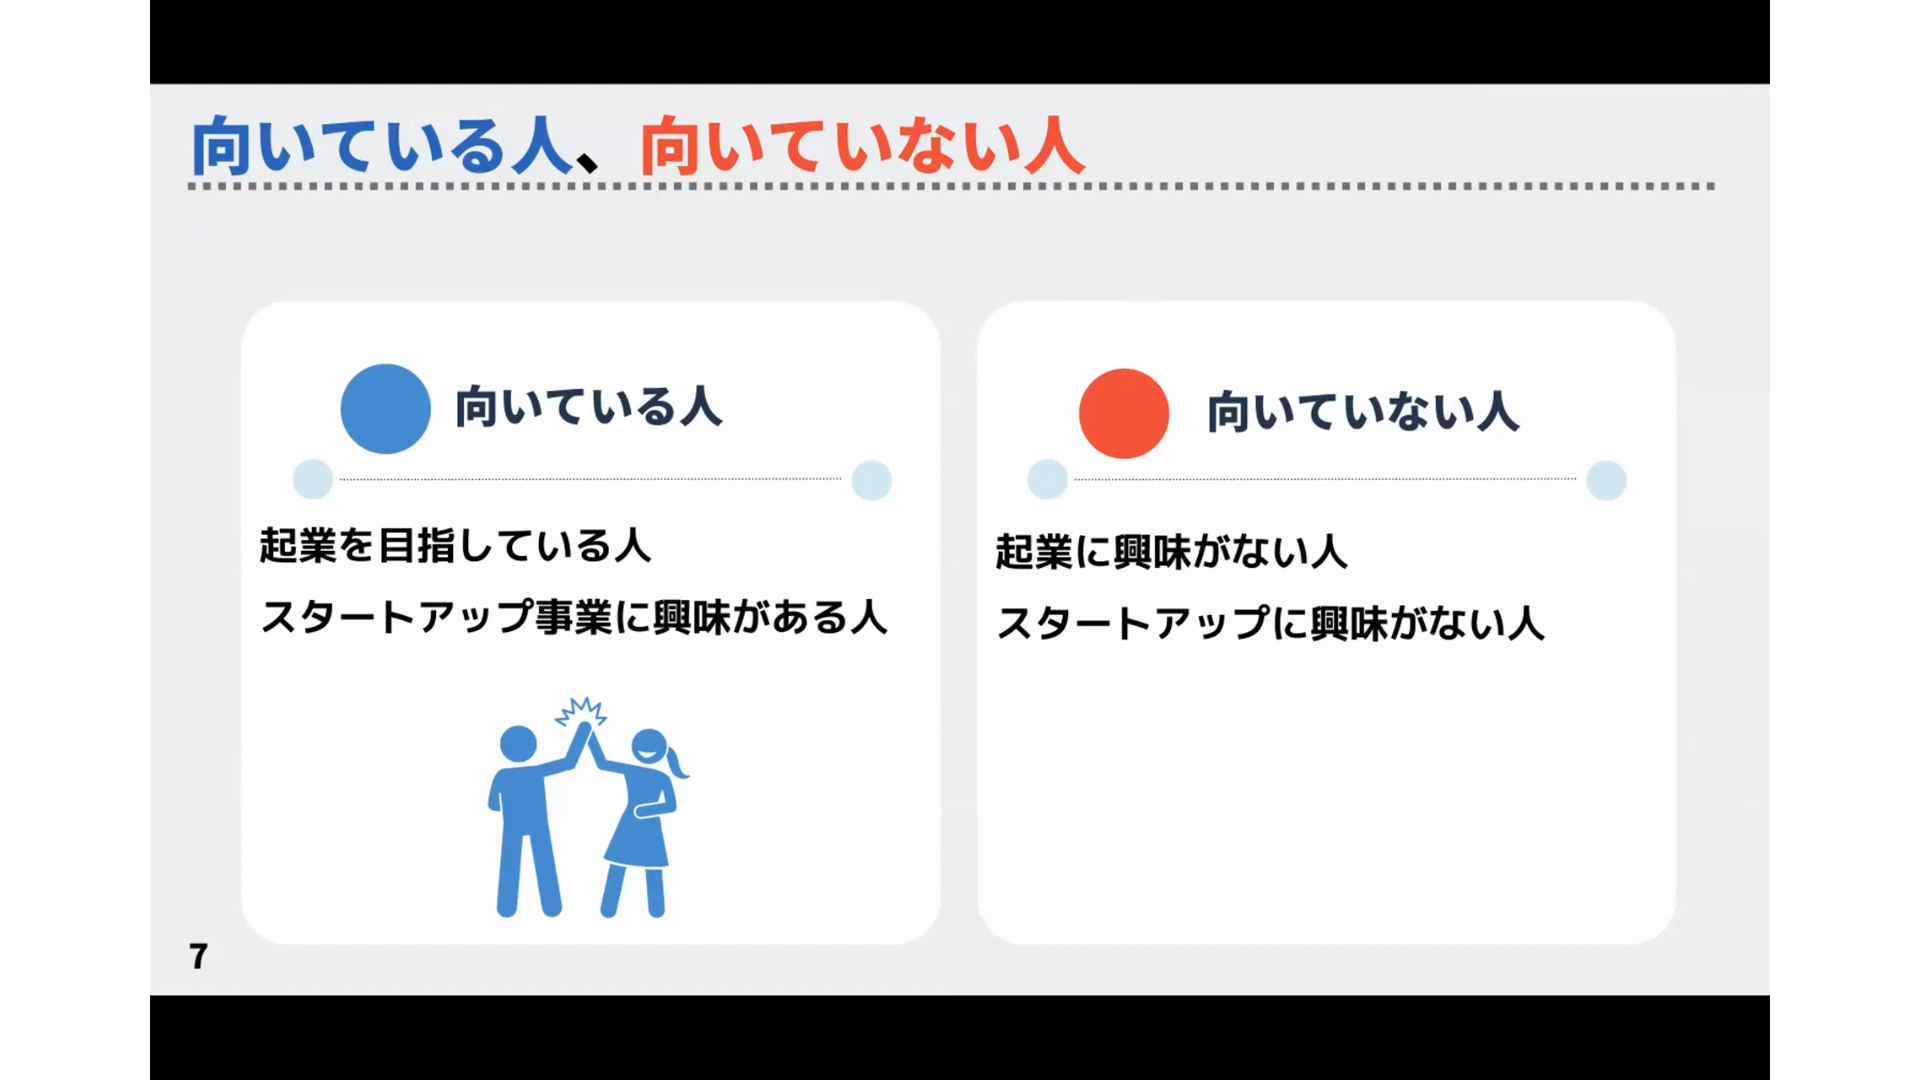 向いている人、向いていない人
向いている人
起業を目指している人
スタートアップ事業に興味がある人
向いていない人
起業に興味がない人
スタートアップに興味がない人
7